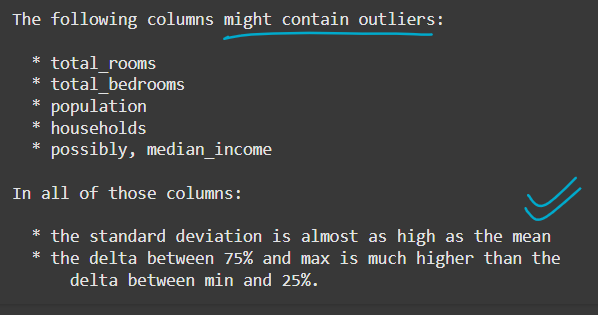 The following columns might contain outliers:
* total_rooms
* total_bedrooms
* population
* households
* possibly, median_income
In all of those columns:
* the standard deviation is almost as high as the mean
* the delta between 75% and max is much higher than the
delta between min and 25%.